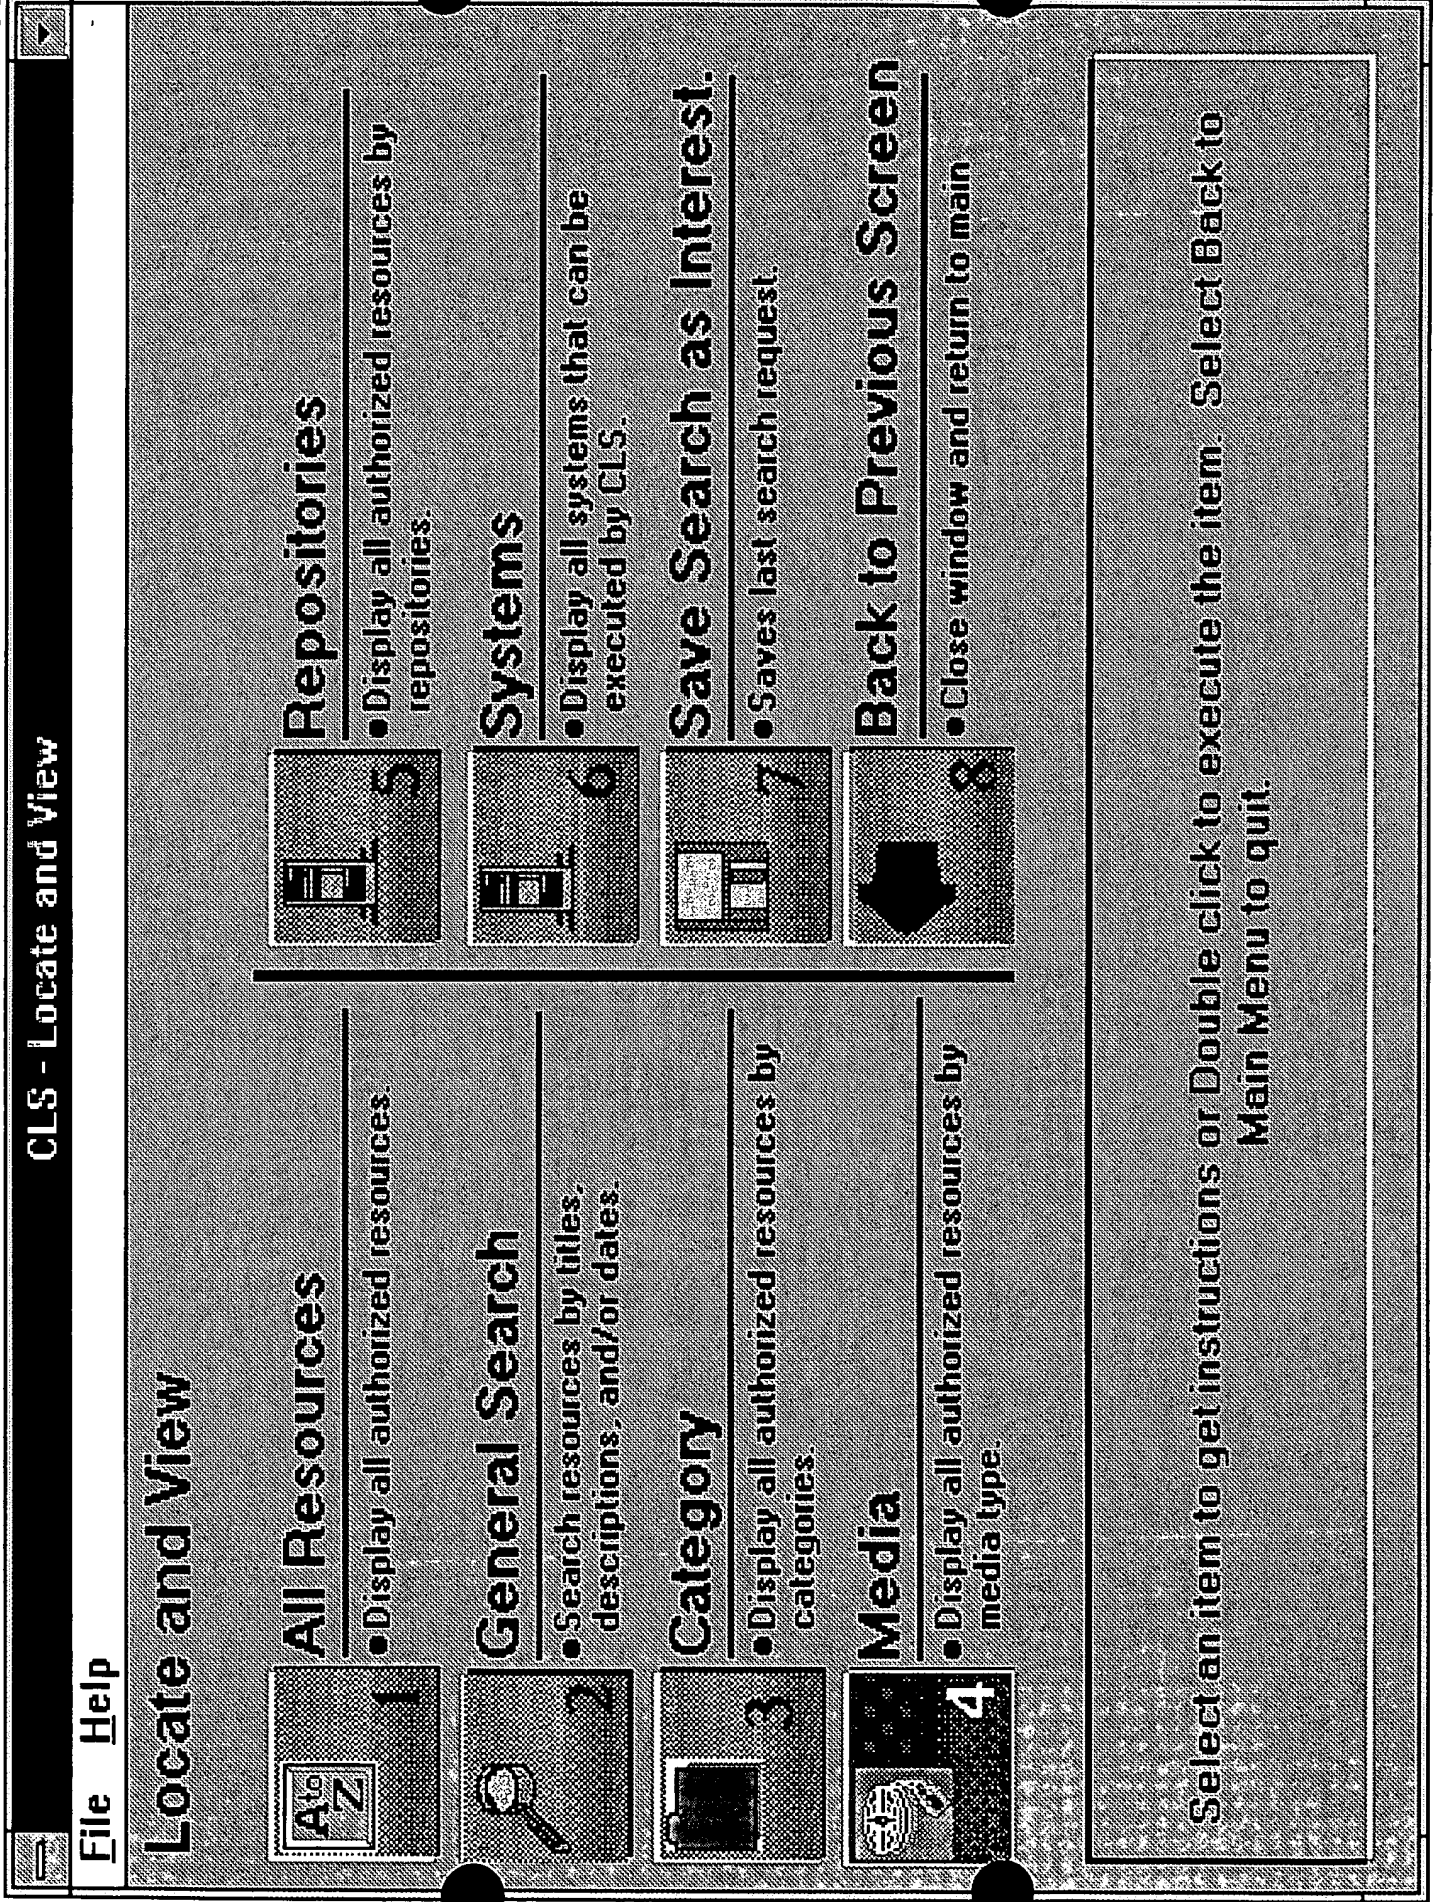 CLS - Locate and View
File Help
Locate and View
A to
Z
1
All Resources
• Display all authorized resources.
2
General Search
• Search resources by titles,
descriptions, and/or dates.
3
Category
• Display all authorized resources by
categories.
4
Media
• Display all authorized resources by
media type.
5
Repositories
• Display all authorized resources by
repositories.
6
Systems
• Display all systems that can be
executed by CLS.
7
Save Search as Interest.
• Saves last search request.
8
Back to Previous Screen
• Close window and return to main
Select an item to get instructions or Double click to execute the item. Select Back to
Main Menu to quit.